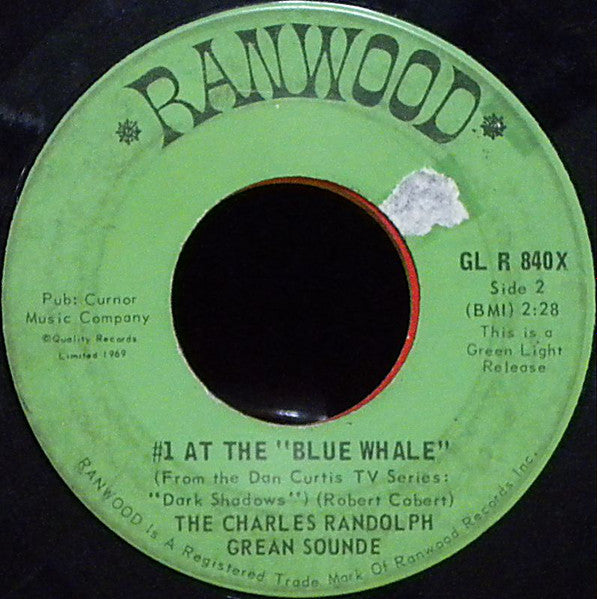 RANWOOD
GL R 840X
Side 2
(BMI) 2:28
This is a
Green Light
Release
Pub: Curnor
Music Company
©Quality Records
Limited 1969
#1 AT THE "BLUE WHALE"
(From the Dan Curtis TV Series:
"Dark Shadows") (Robert Cobert)
THE CHARLES RANDOLPH
GREAN SOUNDE
RANWOOD Is A Registered Trade Mark Of Ranwood Records Inc.